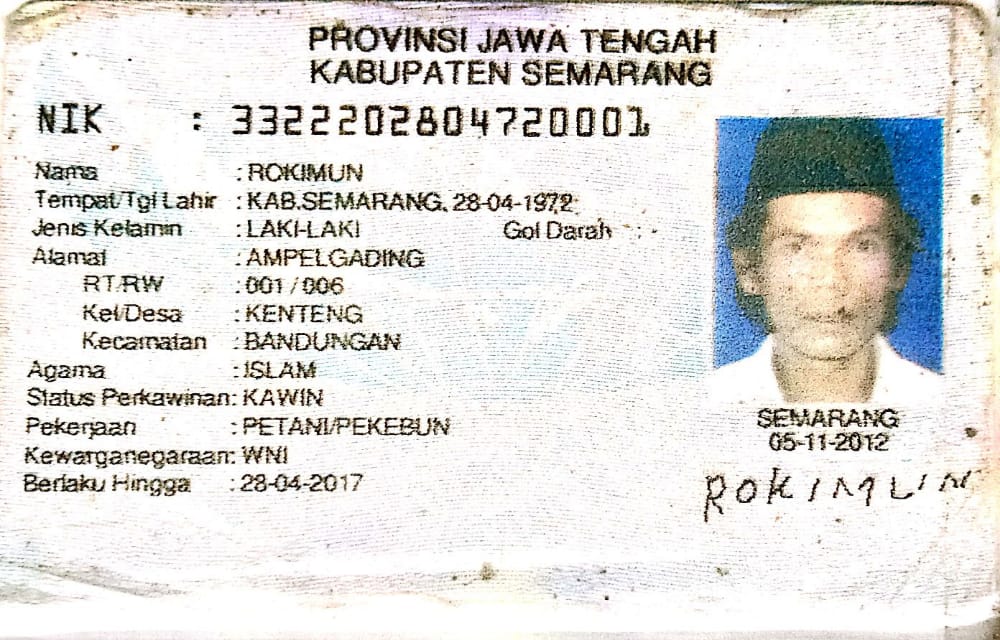 PROVINSI JAWA TENGAH
KABUPATEN SEMARANG
NIK : 3322202804720001
Nama : ROKIMUN
Tempat/Tgl Lahir : KAB.SEMARANG, 28-04-1972
Jenis Kelamin : LAKI-LAKI Gol Darah : -
Alamat : AMPELGADING
RT/RW : 001 / 006
Kel/Desa : KENTENG
Kecamatan : BANDUNGAN
Agama : ISLAM
Status Perkawinan: KAWIN
Pekerjaan : PETANI/PEKEBUN
Kewarganegaraan: WNI
Berlaku Hingga : 28-04-2017
SEMARANG
05-11-2012
ROKIMUN